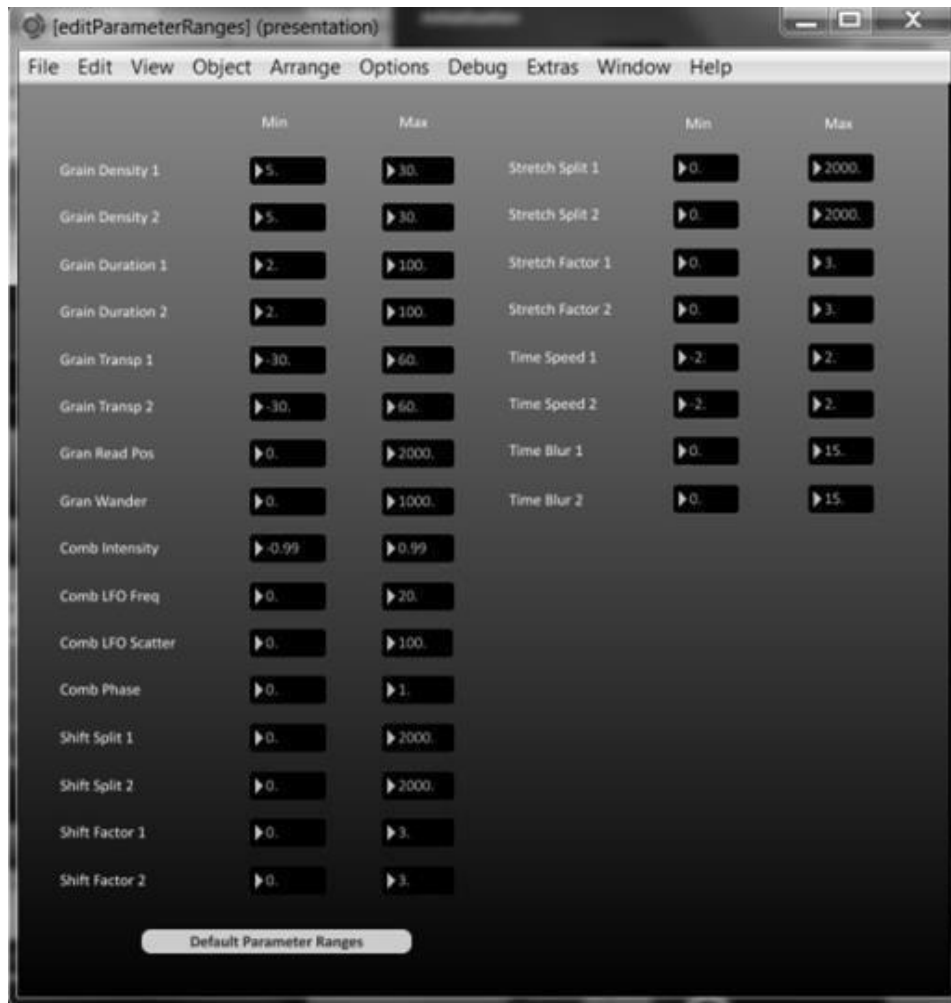 [editParameterRanges] (presentation)
File Edit View Object Arrange Options Debug Extras Window Help
Min Max Min Max
Grain Density 1 5. 30. Stretch Split 1 0. 2000.
Grain Density 2 5. 30. Stretch Split 2 0. 2000.
Grain Duration 1 2. 100. Stretch Factor 1 0. 3.
Grain Duration 2 2. 100. Stretch Factor 2 0. 3.
Grain Transp 1 -30. 60. Time Speed 1 -2. 2.
Grain Transp 2 -30. 60. Time Speed 2 -2. 2.
Gran Read Pos 0. 2000. Time Blur 1 0. 15.
Gran Wander 0. 1000. Time Blur 2 0. 15.
Comb Intensity -0.99 0.99
Comb LFO Freq 0. 20.
Comb LFO Scatter 0. 100.
Comb Phase 0. 1.
Shift Split 1 0. 2000.
Shift Split 2 0. 2000.
Shift Factor 1 0. 3.
Shift Factor 2 0. 3.
Default Parameter Ranges